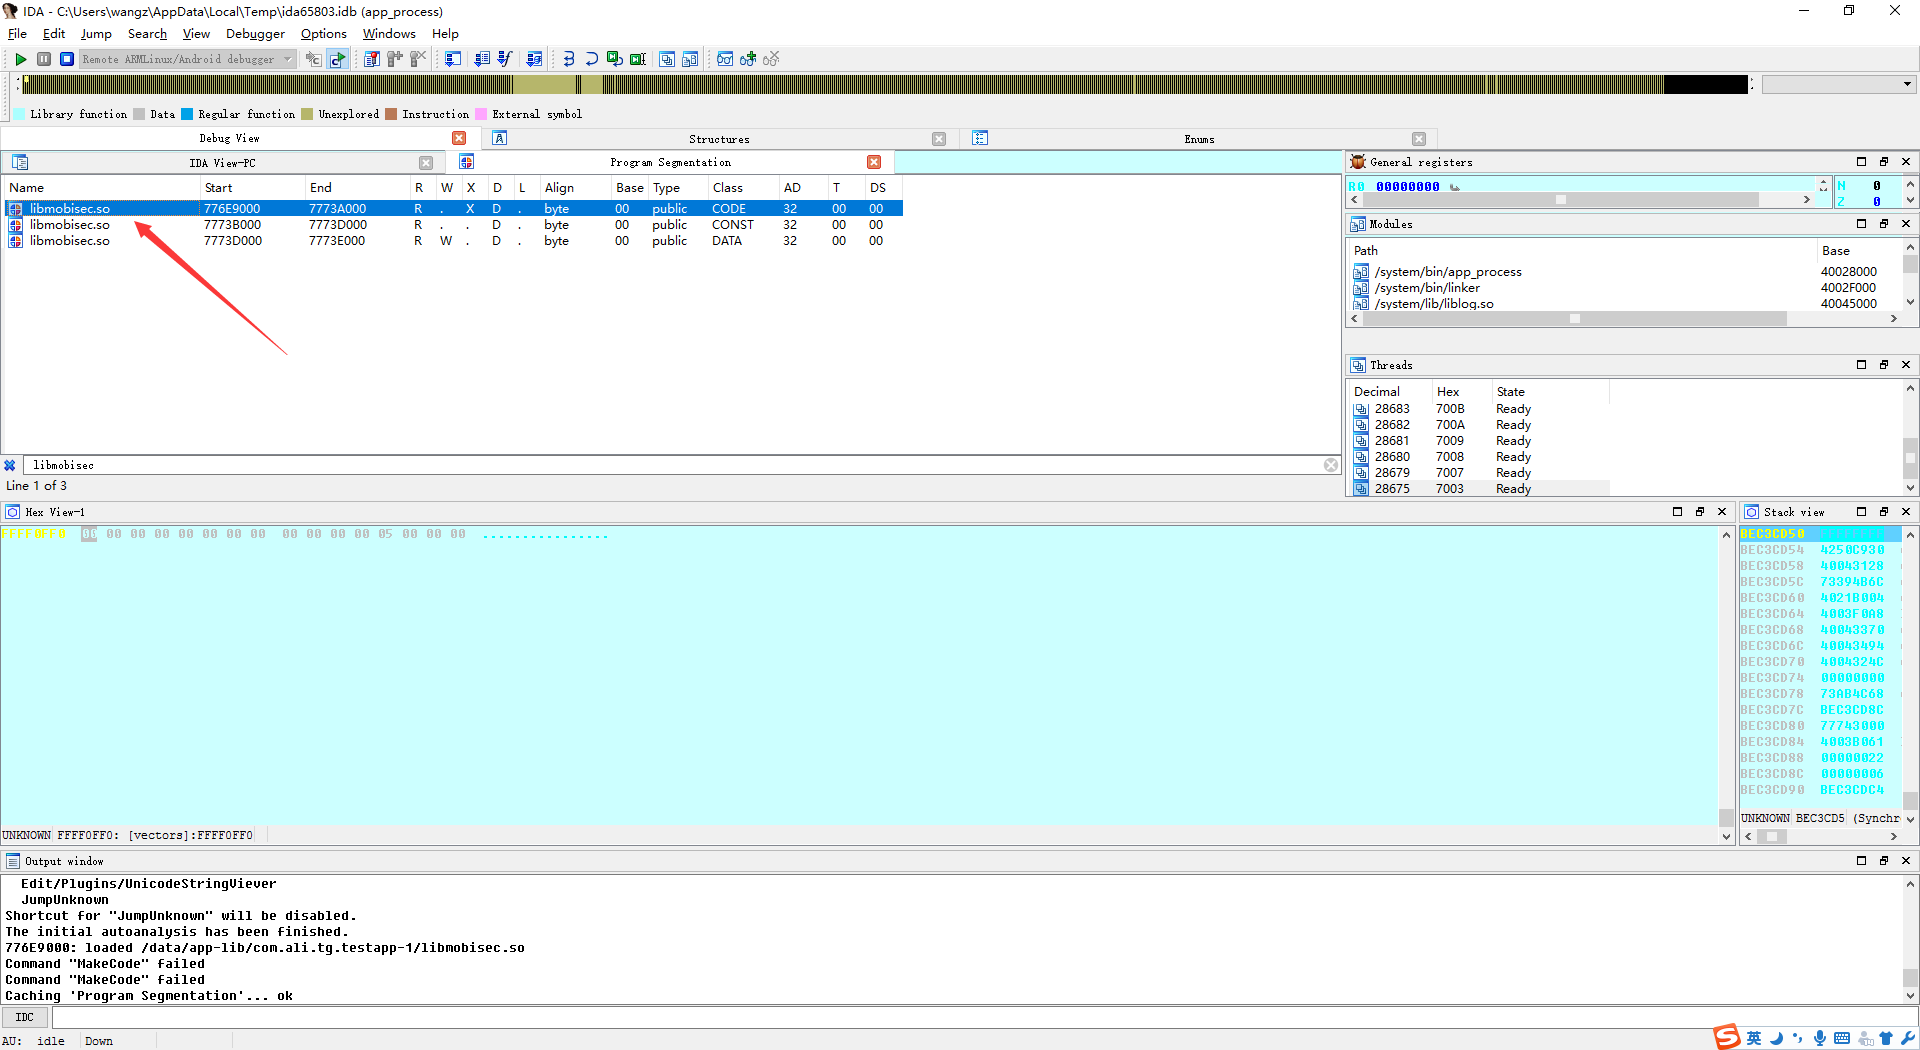 IDA - C:\Users\wangz\AppData\Local\Temp\ida65803.idb (app_process)
File Edit Jump Search View Debugger Options Windows Help
Remote ARMLinux/Android debugger
Library function Data Regular function Unexplored Instruction External symbol
Debug View Structures Enums
IDA View-PC Program Segmentation
Name Start End R W X D L Align Base Type Class AD T DS
libmobisec.so 776E9000 7773A000 R . X D . byte 00 public CODE 32 00 00
libmobisec.so 7773B000 7773D000 R . . D . byte 00 public CONST 32 00 00
libmobisec.so 7773D000 7773E000 R W . D . byte 00 public DATA 32 00 00
libmobisec
Line 1 of 3
General registers
R0 00000000
N 0
Z 0
Modules
Path Base
/system/bin/app_process 40028000
/system/bin/linker 4002F000
/system/lib/liblog.so 40045000
Threads
Decimal Hex State
28683 700B Ready
28682 700A Ready
28681 7009 Ready
28680 7008 Ready
28679 7007 Ready
28675 7003 Ready
Hex View-1
FFFF0FF0 00 00 00 00 00 00 00 00 00 00 00 00 05 00 00 00 ................
UNKNOWN FFFF0FF0: [vectors]:FFFF0FF0
Stack view
BEC3CD50
BEC3CD54 4250C930
BEC3CD58 40043128
BEC3CD5C 73394B6C
BEC3CD60 4021B004
BEC3CD64 4003F0A8
BEC3CD68 40043370
BEC3CD6C 40043494
BEC3CD70 4004324C
BEC3CD74 00000000
BEC3CD78 73AB4C68
BEC3CD7C BEC3CD8C
BEC3CD80 77743000
BEC3CD84 4003B061
BEC3CD88 00000022
BEC3CD8C 00000006
BEC3CD90 BEC3CDC4
UNKNOWN BEC3CD5 (Synchr
Output window
Edit/Plugins/UnicodeStringViever
JumpUnknown
Shortcut for "JumpUnknown" will be disabled.
The initial autoanalysis has been finished.
776E9000: loaded /data/app-lib/com.ali.tg.testapp-1/libmobisec.so
Command "MakeCode" failed
Command "MakeCode" failed
Caching 'Program Segmentation'... ok
IDC
AU: idle Down
英